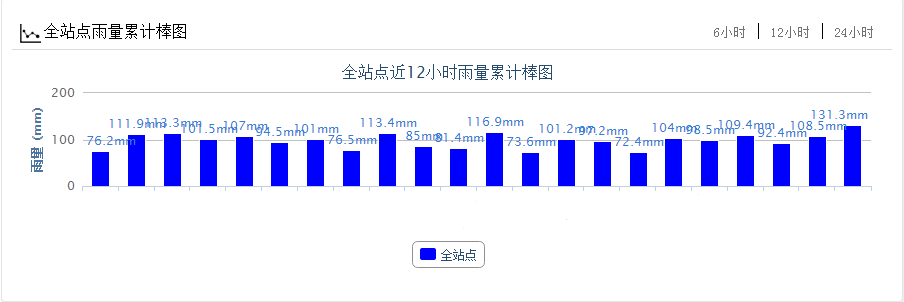 全站点雨量累计棒图
6小时 12小时 24小时
全站点近12小时雨量累计棒图
雨量 (mm)
200
100
0
76.2mm 111.9mm 113.3mm 101.5mm 107mm 94.5mm 101mm 76.5mm 113.4mm 85mm 81.4mm 116.9mm 73.6mm 101.2mm 97.2mm 72.4mm 104mm 98.5mm 109.4mm 92.4mm 108.5mm 131.3mm
全站点